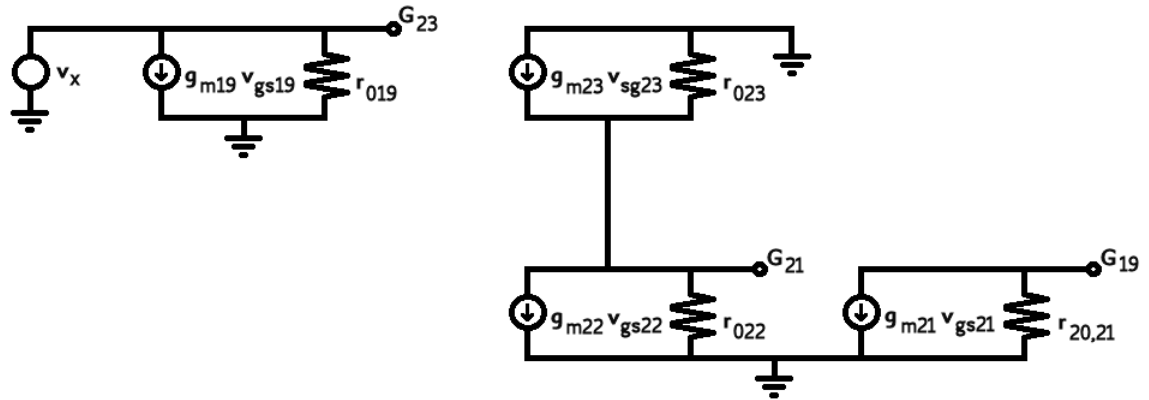 G23
vx
gm19 vgs19
r019
gm23 vsg23
r023
G21
gm22 vgs22
r022
G19
gm21 vgs21
r20,21